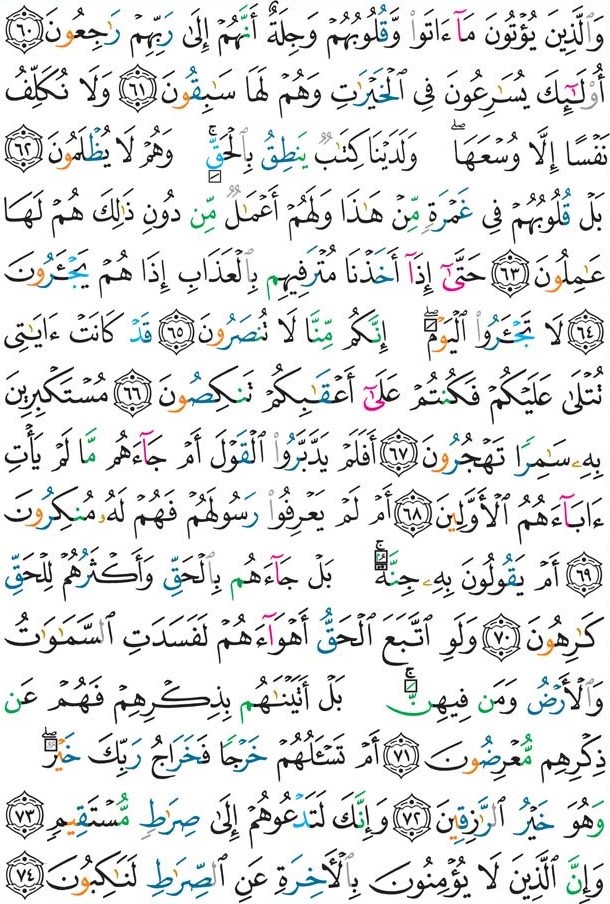 وَٱلَّذِينَ يُؤْتُونَ مَآ ءَاتَوا۟ وَّقُلُوبُهُمْ وَجِلَةٌ أَنَّهُمْ إِلَىٰ رَبِّهِمْ رَٰجِعُونَ ٦٠
أُو۟لَـٰٓئِكَ يُسَـٰرِعُونَ فِى ٱلْخَيْرَٰتِ وَهُمْ لَهَا سَـٰبِقُونَ ٦١ وَلَا نُكَلِّفُ
نَفْسًا إِلَّا وُسْعَهَا ۖ وَلَدَيْنَا كِتَـٰبٌ يَنطِقُ بِٱلْحَقِّ ۚ وَهُمْ لَا يُظْلَمُونَ ٦٢
بَلْ قُلُوبُهُمْ فِى غَمْرَةٍ مِّنْ هَـٰذَا وَلَهُمْ أَعْمَـٰلٌ مِّن دُونِ ذَٰلِكَ هُمْ لَهَا
عَـٰمِلُونَ ٦٣ حَتَّىٰٓ إِذَآ أَخَذْنَا مُتْرَفِيهِم بِٱلْعَذَابِ إِذَا هُمْ يَجْـَٔرُونَ
٦٤ لَا تَجْـَٔرُوا۟ ٱلْيَوْمَ ۖ إِنَّكُم مِّنَّا لَا تُنصَرُونَ ٦٥ قَدْ كَانَتْ ءَايَـٰتِى
تُتْلَىٰ عَلَيْكُمْ فَكُنتُمْ عَلَىٰٓ أَعْقَـٰبِكُمْ تَنكِصُونَ ٦٦ مُسْتَكْبِرِينَ
بِهِۦ سَـٰمِرًا تَهْجُرُونَ ٦٧ أَفَلَمْ يَدَّبَّرُوا۟ ٱلْقَوْلَ أَمْ جَآءَهُم مَّا لَمْ يَأْتِ
ءَابَآءَهُمُ ٱلْأَوَّلِينَ ٦٨ أَمْ لَمْ يَعْرِفُوا۟ رَسُولَهُمْ فَهُمْ لَهُۥ مُنكِرُونَ
٦٩ أَمْ يَقُولُونَ بِهِۦ جِنَّةٌۢ ۚ بَلْ جَآءَهُم بِٱلْحَقِّ وَأَكْثَرُهُمْ لِلْحَقِّ
كَـٰرِهُونَ ٧٠ وَلَوِ ٱتَّبَعَ ٱلْحَقُّ أَهْوَآءَهُمْ لَفَسَدَتِ ٱلسَّمَـٰوَٰتُ
وَٱلْأَرْضُ وَمَن فِيهِنَّ ۚ بَلْ أَتَيْنَـٰهُم بِذِكْرِهِمْ فَهُمْ عَن
ذِكْرِهِم مُّعْرِضُونَ ٧١ أَمْ تَسْـَٔلُهُمْ خَرْجًا فَخَرَاجُ رَبِّكَ خَيْرٌ ۖ
وَهُوَ خَيْرُ ٱلرَّٰزِقِينَ ٧٢ وَإِنَّكَ لَتَدْعُوهُمْ إِلَىٰ صِرَٰطٍ مُّسْتَقِيمٍ ٧٣
وَإِنَّ ٱلَّذِينَ لَا يُؤْمِنُونَ بِٱلْـَٔاخِرَةِ عَنِ ٱلصِّرَٰطِ لَنَـٰكِبُونَ ٧٤